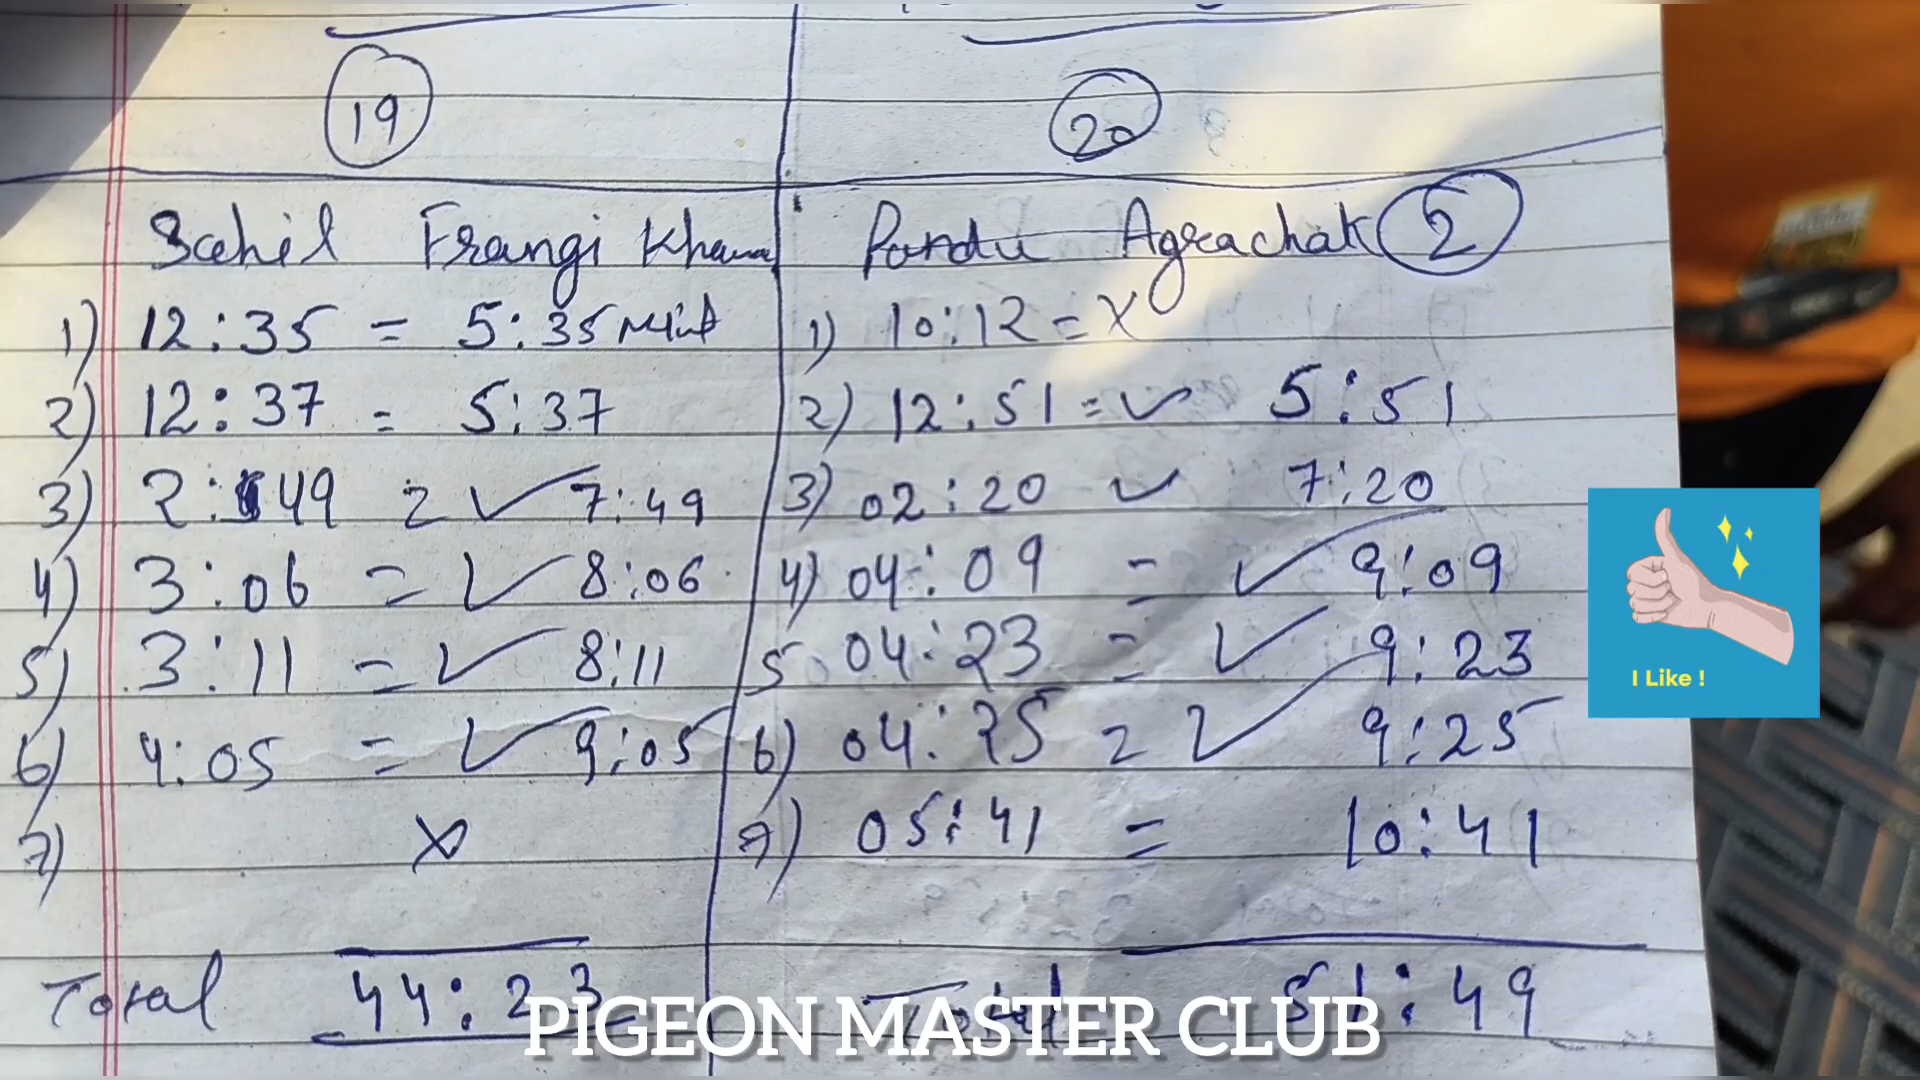 19
Sahil Frangi Khana
1) 12:35 = 5:35 Mint
2) 12:37 = 5:37
3) 2:49 = ✓ 7:49
4) 3:06 = ✓ 8:06
5) 3:11 = ✓ 8:11
6) 4:05 = ✓ 9:05
7) X
Total 44:23
20
Pandu Agrachak 2
1) 10:12 = X
2) 12:51 = ✓ 5:51
3) 02:20 ✓ 7:20
4) 04:09 = ✓ 9:09
5 04:23 = ✓ 9:23
6) 04:25 = ✓ 9:25
7) 05:41 = 10:41
Total 51:49
I Like !
PIGEON MASTER CLUB